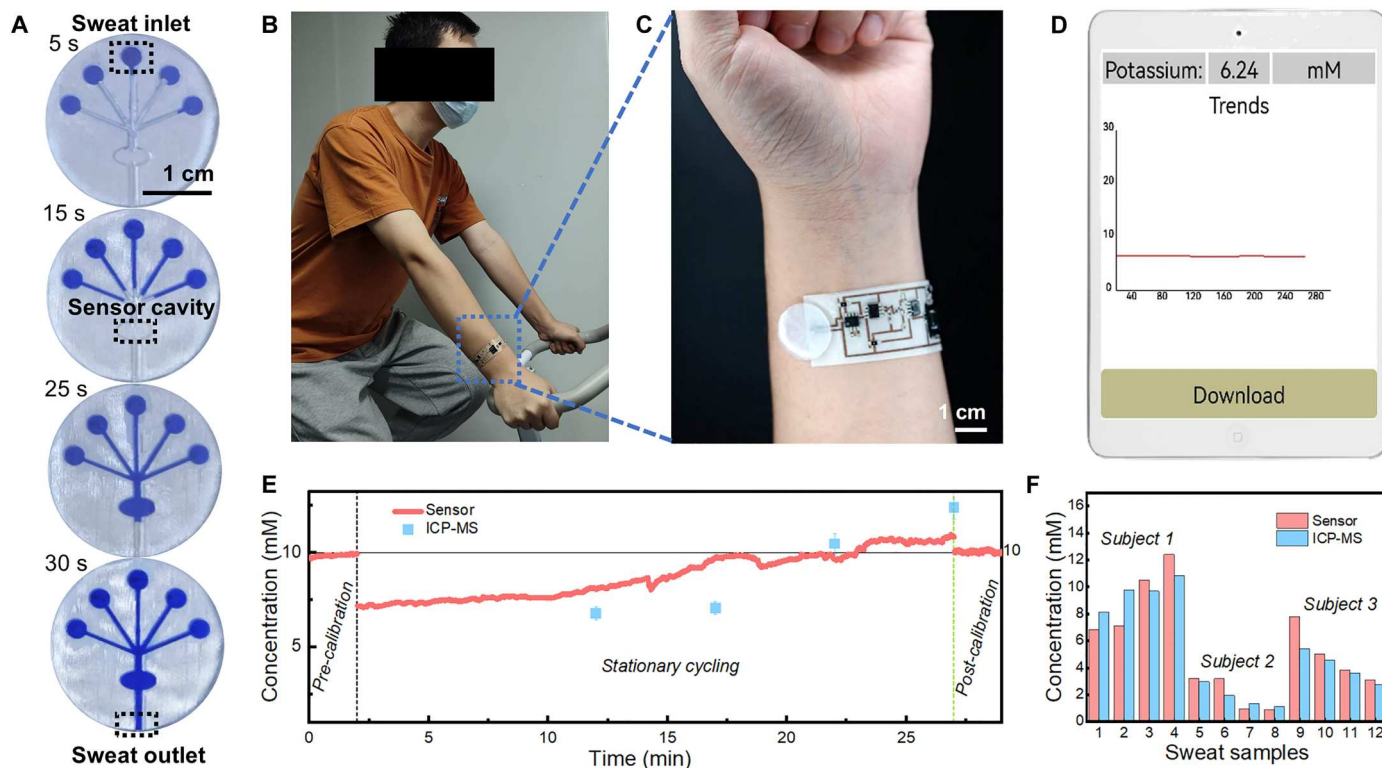 A
Sweat inlet
5 s
1 cm
15 s
Sensor cavity
25 s
30 s
Sweat outlet
B
C
1 cm
D
Potassium: 6.24 mM
Trends
30
20
10
0
40 80 120 160 200 240 280
Download
E
Concentration (mM)
10
5
Sensor
ICP-MS
Pre-calibration
Stationary cycling
Post-calibration
10
0 5 10 15 20 25
Time (min)
F
Concentration (mM)
16
14
12
10
8
6
4
2
0
Sensor
ICP-MS
Subject 1
Subject 2
Subject 3
1 2 3 4 5 6 7 8 9 10 11 12
Sweat samples